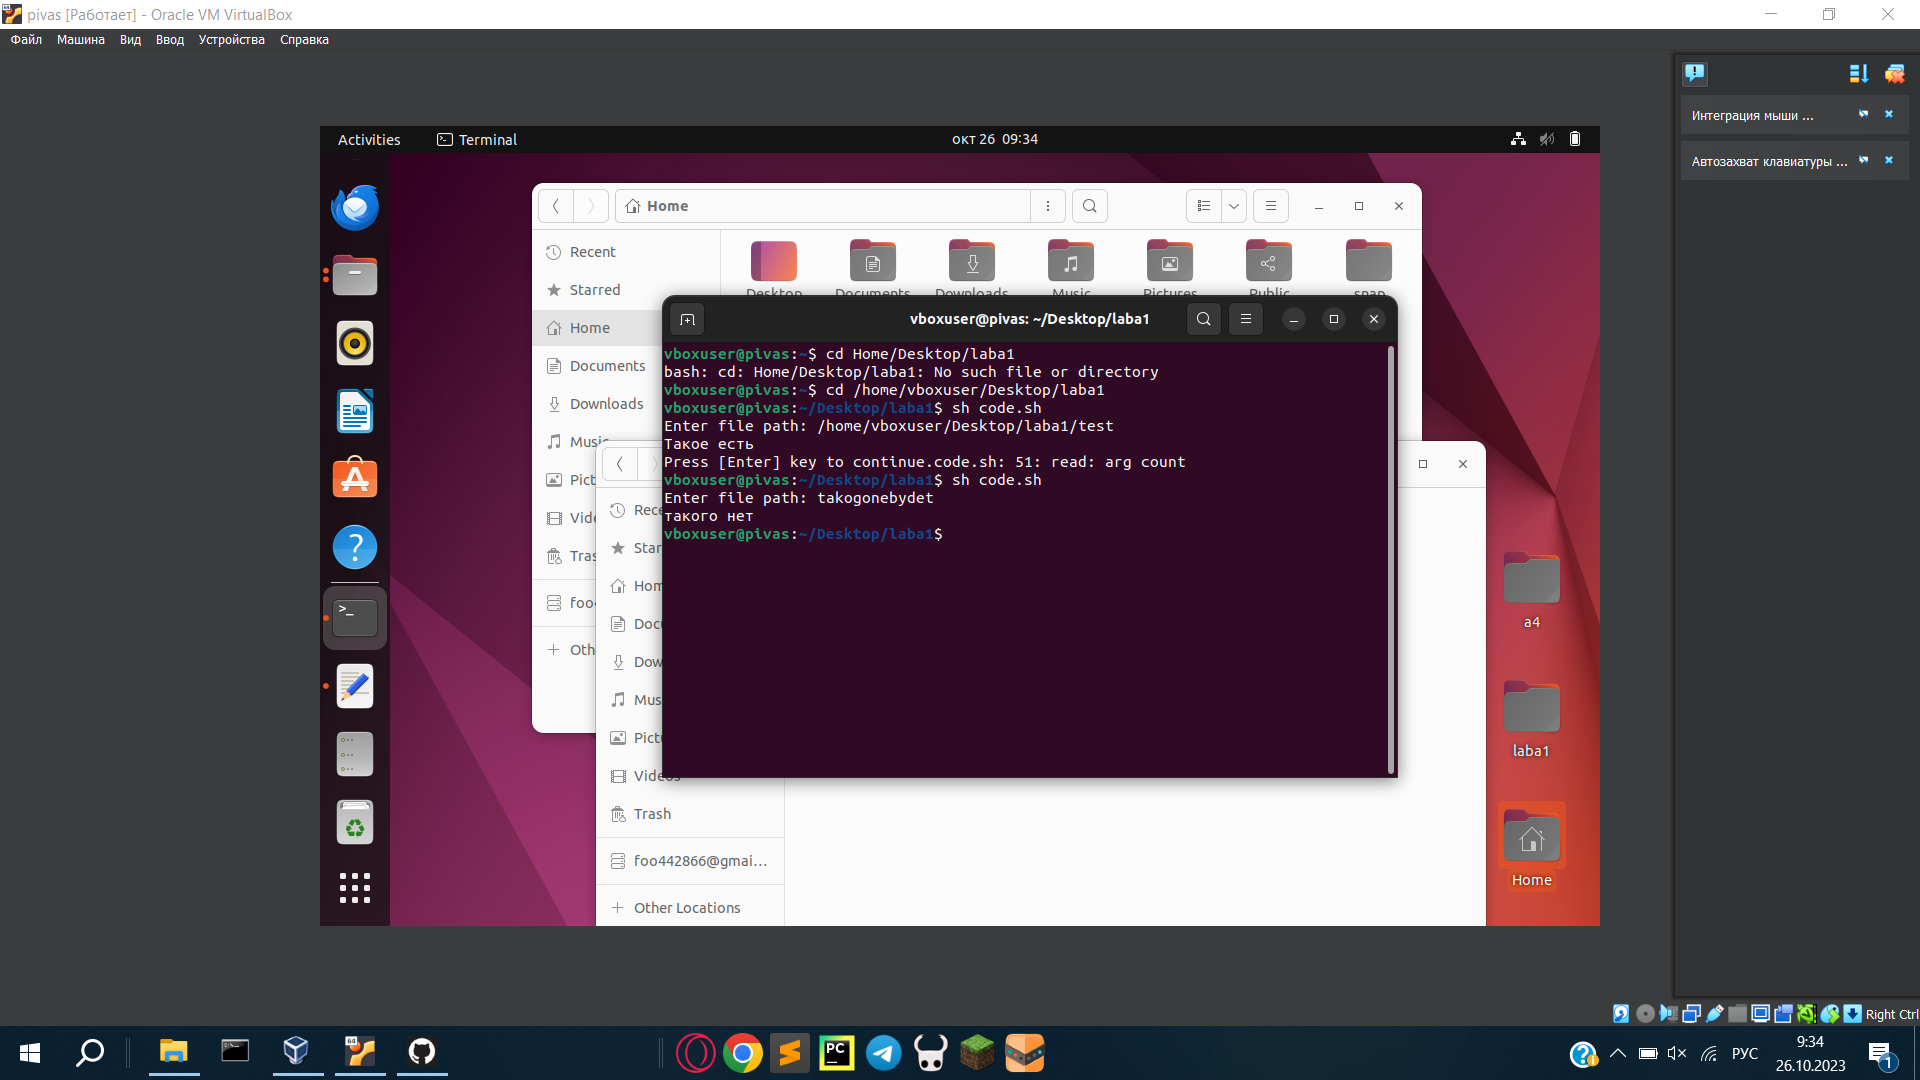 pivas [Работает] - Oracle VM VirtualBox
Файл Машина Вид Ввод Устройства Справка
Интеграция мыши ...
Автозахват клавиатуры ...
Activities Terminal окт 26 09:34
Home
Recent
Starred
Home
Documents
Downloads
Music
Pict
Vide
Tras
foo4
Oth
Desktop Documents Downloads Music Pictures Public snap
vboxuser@pivas: ~/Desktop/laba1
vboxuser@pivas:~$ cd Home/Desktop/laba1
bash: cd: Home/Desktop/laba1: No such file or directory
vboxuser@pivas:~$ cd /home/vboxuser/Desktop/laba1
vboxuser@pivas:~/Desktop/laba1$ sh code.sh
Enter file path: /home/vboxuser/Desktop/laba1/test
Такое есть
Press [Enter] key to continue.code.sh: 51: read: arg count
vboxuser@pivas:~/Desktop/laba1$ sh code.sh
Enter file path: takogonebydet
такого нет
vboxuser@pivas:~/Desktop/laba1$
Rece
Star
Hom
Docu
Dow
Mus
Pictu
Videos
Trash
foo442866@gmai...
Other Locations
a4
laba1
Home
Right Ctrl
64
PC
РУС
9:34
26.10.2023
1